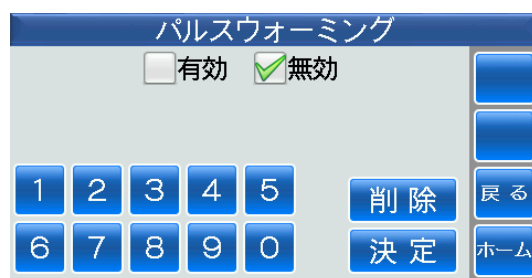 パルスウォーミング
有効 無効
1 2 3 4 5 削除 戻る
6 7 8 9 0 決定 ホーム